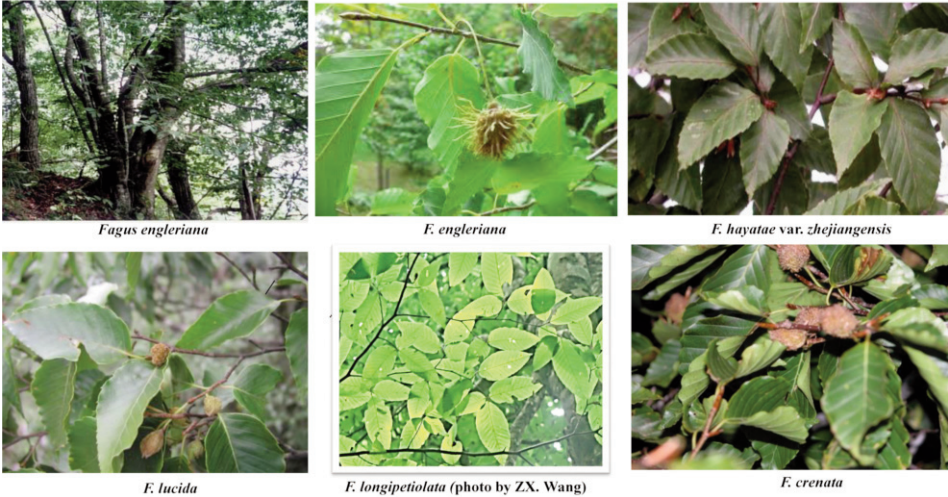 Fagus engleriana
F. engleriana
F. hayatae var. zhejiangensis
F. lucida
F. longipetiolata (photo by ZX. Wang)
F. crenata